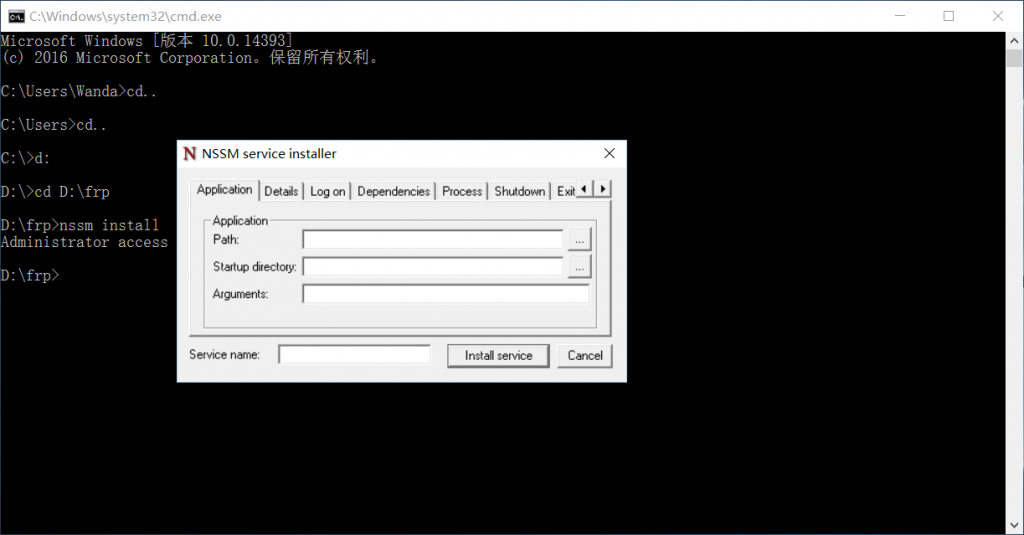 C:\Windows\system32\cmd.exe
Microsoft Windows [版本 10.0.14393]
(c) 2016 Microsoft Corporation。保留所有权利。
C:\Users\Wanda>cd..
C:\Users>cd..
C:\>d:
D:\>cd D:\frp
D:\frp>nssm install
Administrator access
D:\frp>
NSSM service installer
Application Details Log on Dependencies Process Shutdown Exit
Application
Path:
...
Startup directory:
...
Arguments:
Service name:
Install service Cancel